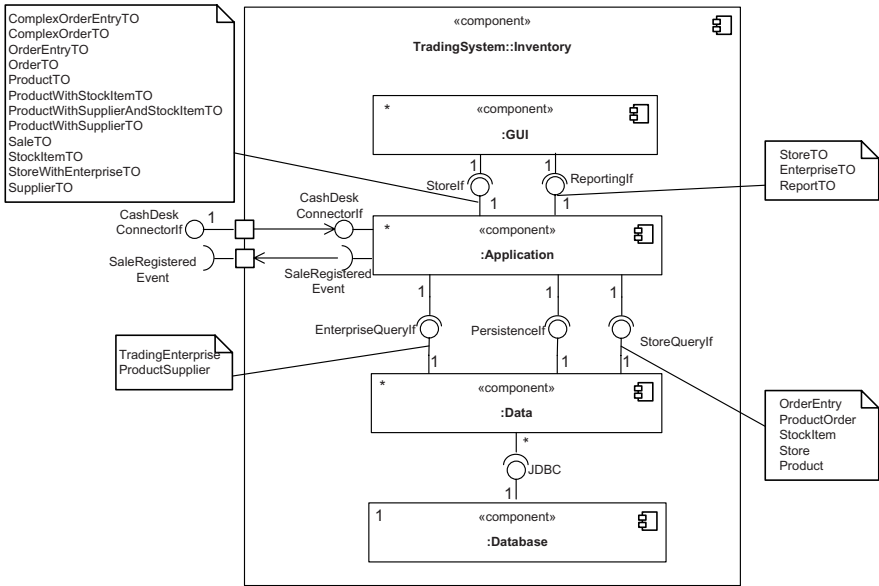 ComplexOrderEntryTO
ComplexOrderTO
OrderEntryTO
OrderTO
ProductTO
ProductWithStockItemTO
ProductWithSupplierAndStockItemTO
ProductWithSupplierTO
SaleTO
StockItemTO
StoreWithEnterpriseTO
SupplierTO
«component»
TradingSystem::Inventory
*
«component»
:GUI
1
1
StoreIf
ReportingIf
1
1
StoreTO
EnterpriseTO
ReportTO
CashDesk
ConnectorIf
1
CashDesk
ConnectorIf
SaleRegistered
Event
SaleRegistered
Event
*
«component»
:Application
1
1
1
EnterpriseQueryIf
PersistenceIf
StoreQueryIf
1
1
1
TradingEnterprise
ProductSupplier
*
«component»
:Data
OrderEntry
ProductOrder
StockItem
Store
Product
*
JDBC
1
1
«component»
:Database